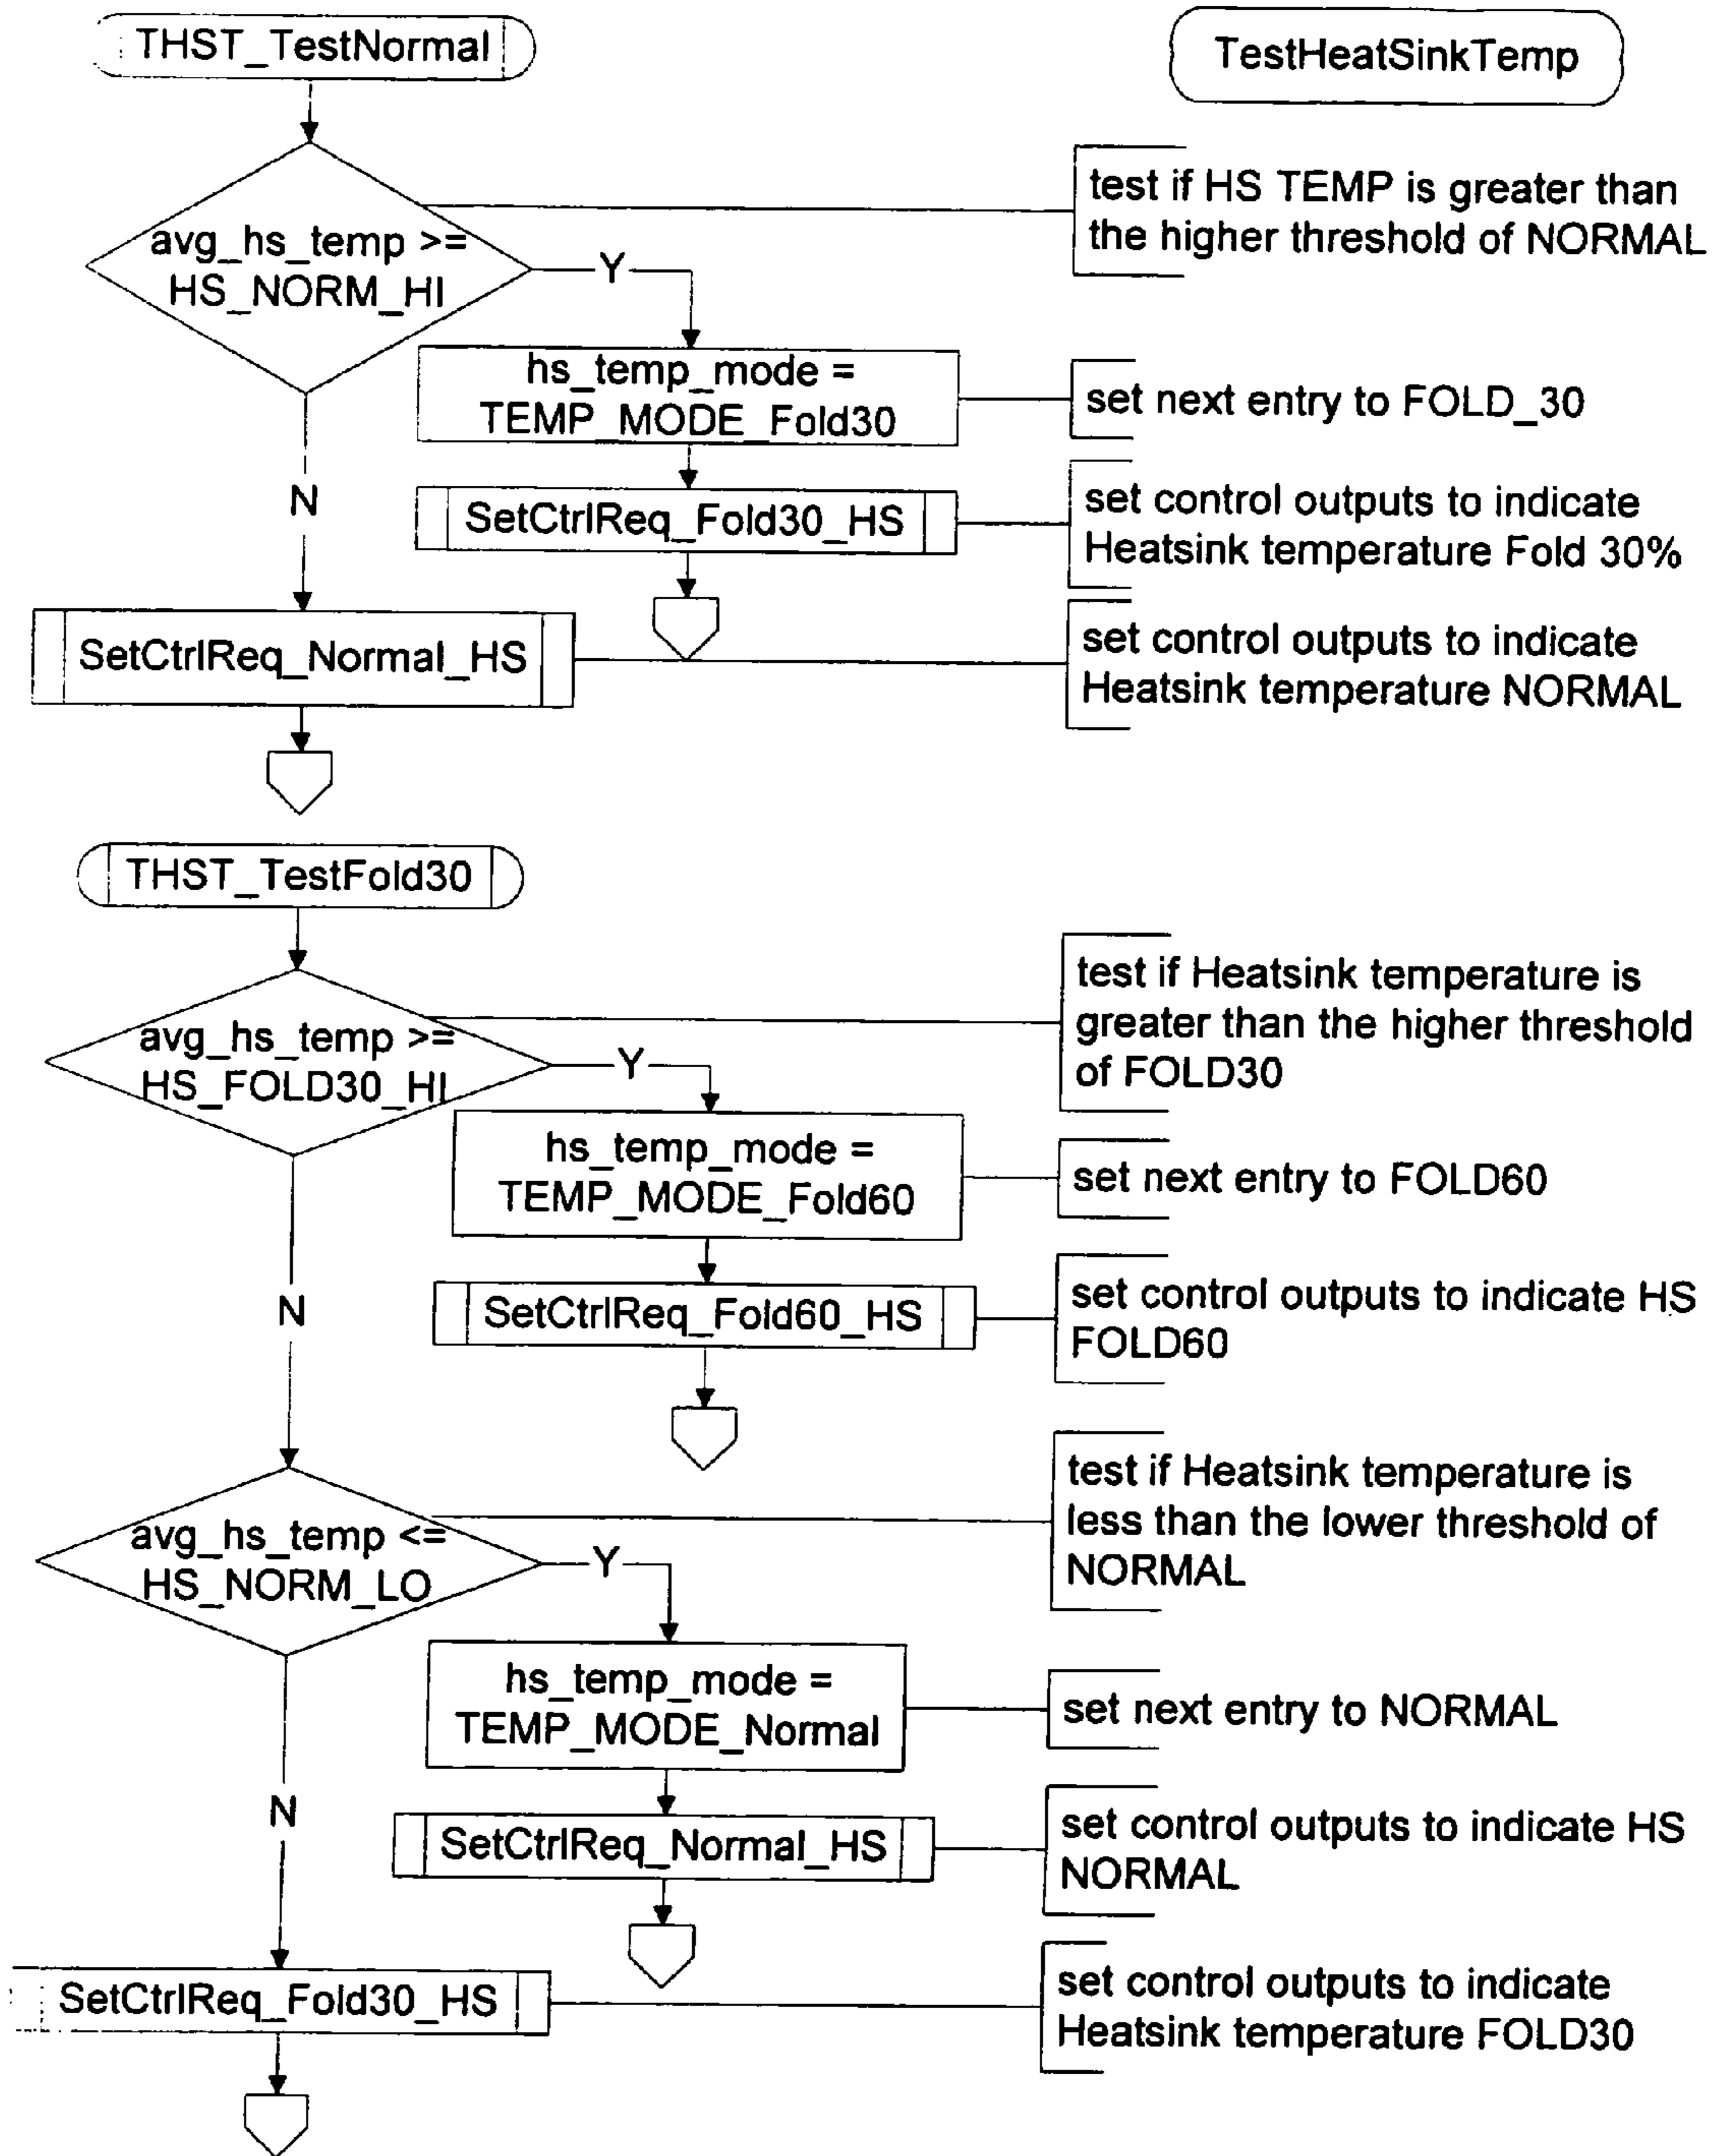 THST_TestNormal
TestHeatSinkTemp
test if HS TEMP is greater than
the higher threshold of NORMAL
avg_hs_temp >=
HS_NORM_HI
Y
hs_temp_mode =
TEMP_MODE_Fold30
set next entry to FOLD_30
N
SetCtrlReq_Fold30_HS
set control outputs to indicate
Heatsink temperature Fold 30%
SetCtrlReq_Normal_HS
set control outputs to indicate
Heatsink temperature NORMAL
THST_TestFold30
test if Heatsink temperature is
greater than the higher threshold
of FOLD30
avg_hs_temp >=
HS_FOLD30_HI
Y
hs_temp_mode =
TEMP_MODE_Fold60
set next entry to FOLD60
N
SetCtrlReq_Fold60_HS
set control outputs to indicate HS
FOLD60
test if Heatsink temperature is
less than the lower threshold of
NORMAL
avg_hs_temp <=
HS_NORM_LO
Y
hs_temp_mode =
TEMP_MODE_Normal
set next entry to NORMAL
N
SetCtrlReq_Normal_HS
set control outputs to indicate HS
NORMAL
SetCtrlReq_Fold30_HS
set control outputs to indicate
Heatsink temperature FOLD30